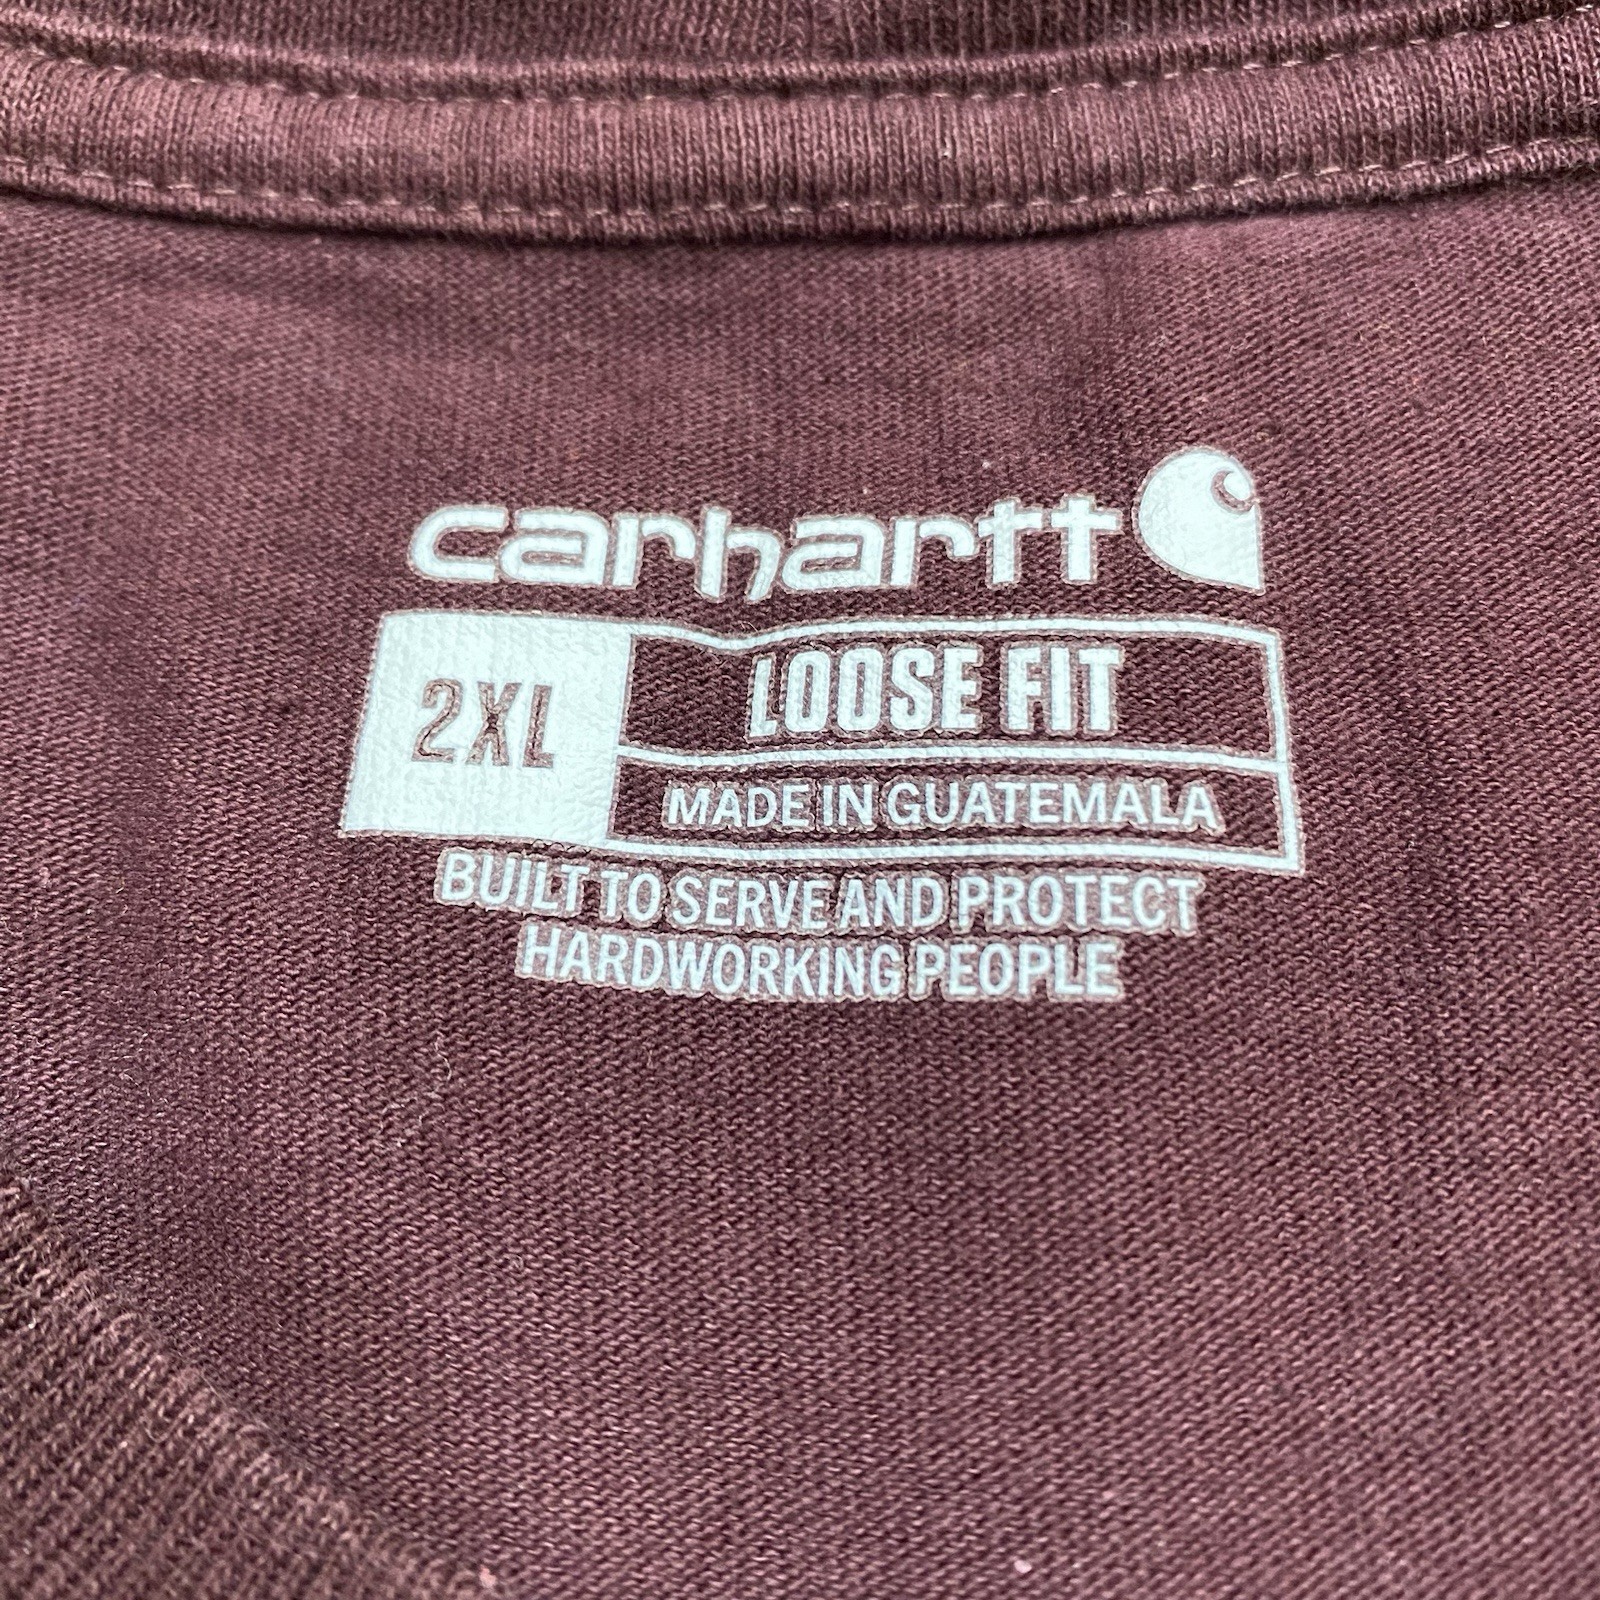 carhartt
2XL
LOOSE FIT
MADE IN GUATEMALA
BUILT TO SERVE AND PROTECT
HARDWORKING PEOPLE